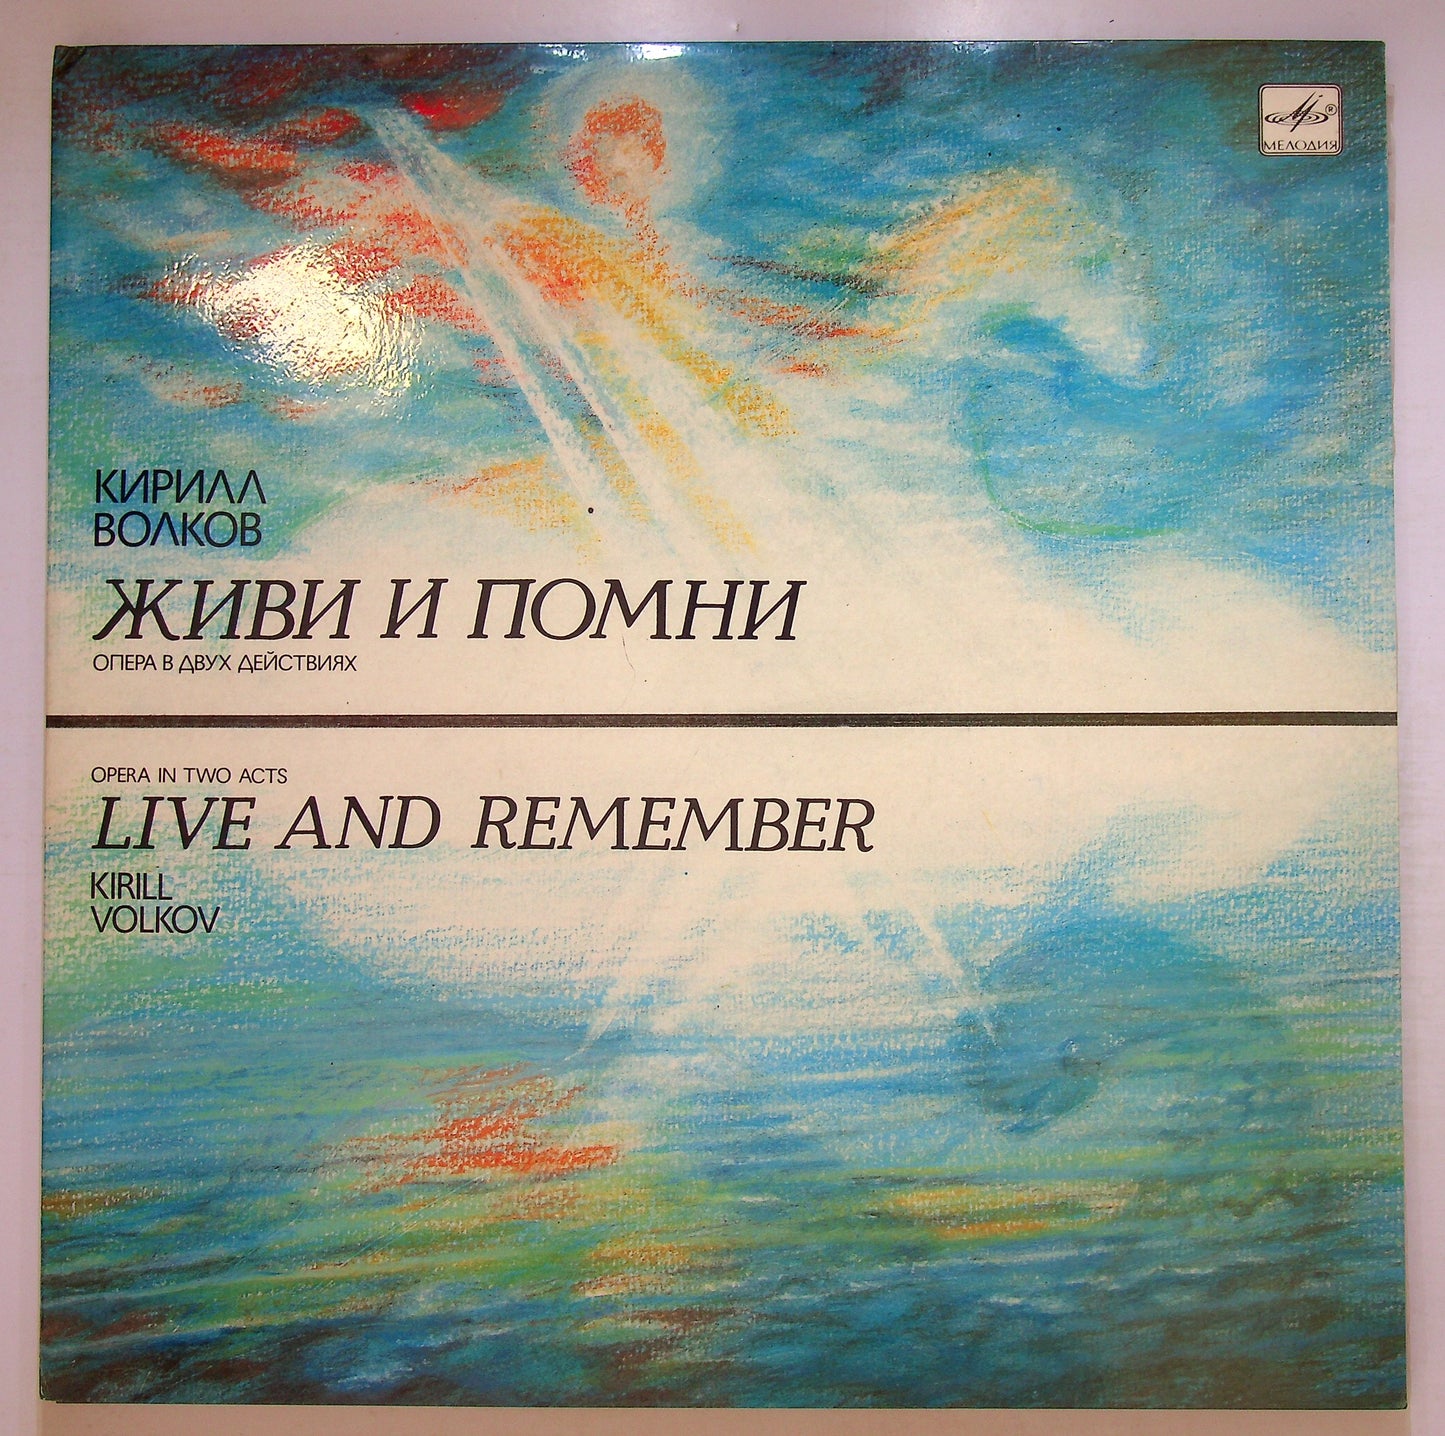 МЕЛОДИЯ
КИРИЛЛ
ВОЛКОВ
ЖИВИ И ПОМНИ
ОПЕРА В ДВУХ ДЕЙСТВИЯХ
OPERA IN TWO ACTS
LIVE AND REMEMBER
KIRILL
VOLKOV